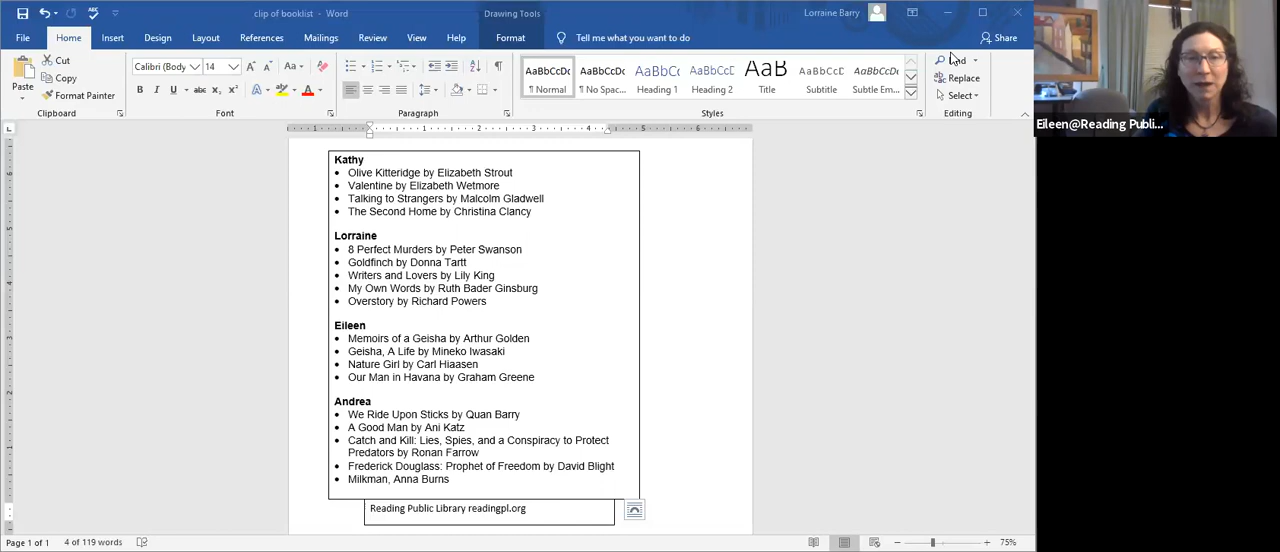 clip of booklist - Word
Drawing Tools
Lorraine Barry
File Home Insert Design Layout References Mailings Review View Help Format Tell me what you want to do Share
Paste
Cut
Copy
Format Painter
Clipboard
Calibri (Body 14
Font
Paragraph
AaBbCcDc AaBbCcDc AaBbCcDc AaBbCcDc AaB AaBbCcDc AaBbCcDc
¶ Normal ¶ No Spac... Heading 1 Heading 2 Title Subtitle Subtle Em...
Styles
Replace
Select
Editing
Eileen@Reading Publi...
Kathy
• Olive Kitteridge by Elizabeth Strout
• Valentine by Elizabeth Wetmore
• Talking to Strangers by Malcolm Gladwell
• The Second Home by Christina Clancy
Lorraine
• 8 Perfect Murders by Peter Swanson
• Goldfinch by Donna Tartt
• Writers and Lovers by Lily King
• My Own Words by Ruth Bader Ginsburg
• Overstory by Richard Powers
Eileen
• Memoirs of a Geisha by Arthur Golden
• Geisha, A Life by Mineko Iwasaki
• Nature Girl by Carl Hiaasen
• Our Man in Havana by Graham Greene
Andrea
• We Ride Upon Sticks by Quan Barry
• A Good Man by Ani Katz
• Catch and Kill: Lies, Spies, and a Conspiracy to Protect
Predators by Ronan Farrow
• Frederick Douglass: Prophet of Freedom by David Blight
• Milkman, Anna Burns
Reading Public Library readingpl.org
Page 1 of 1 4 of 119 words 75%